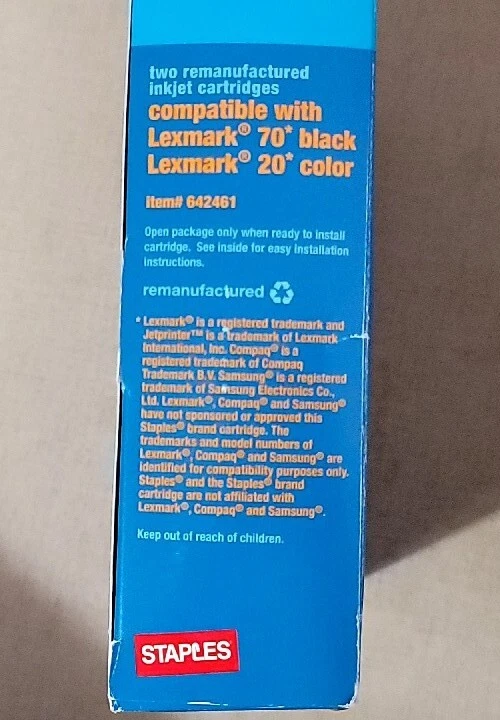 two remanufactured
inkjet cartridges
compatible with
Lexmark® 70* black
Lexmark® 20* color
Item# 642461
Open package only when ready to install
cartridge. See inside for easy installation
instructions.
remanufactured
* Lexmark® is a registered trademark and
Jetprinter™ is a trademark of Lexmark
International, Inc. Compaq® is a
registered trademark of Compaq
Trademark B.V. Samsung® is a registered
trademark of Samsung Electronics Co.,
Ltd. Lexmark®, Compaq® and Samsung®
have not sponsored or approved this
Staples® brand cartridge. The
trademarks and model numbers of
Lexmark®, Compaq® and Samsung® are
identified for compatibility purposes only.
Staples® and the Staples® brand
cartridge are not affiliated with
Lexmark®, Compaq® and Samsung®.
Keep out of reach of children.
STAPLES